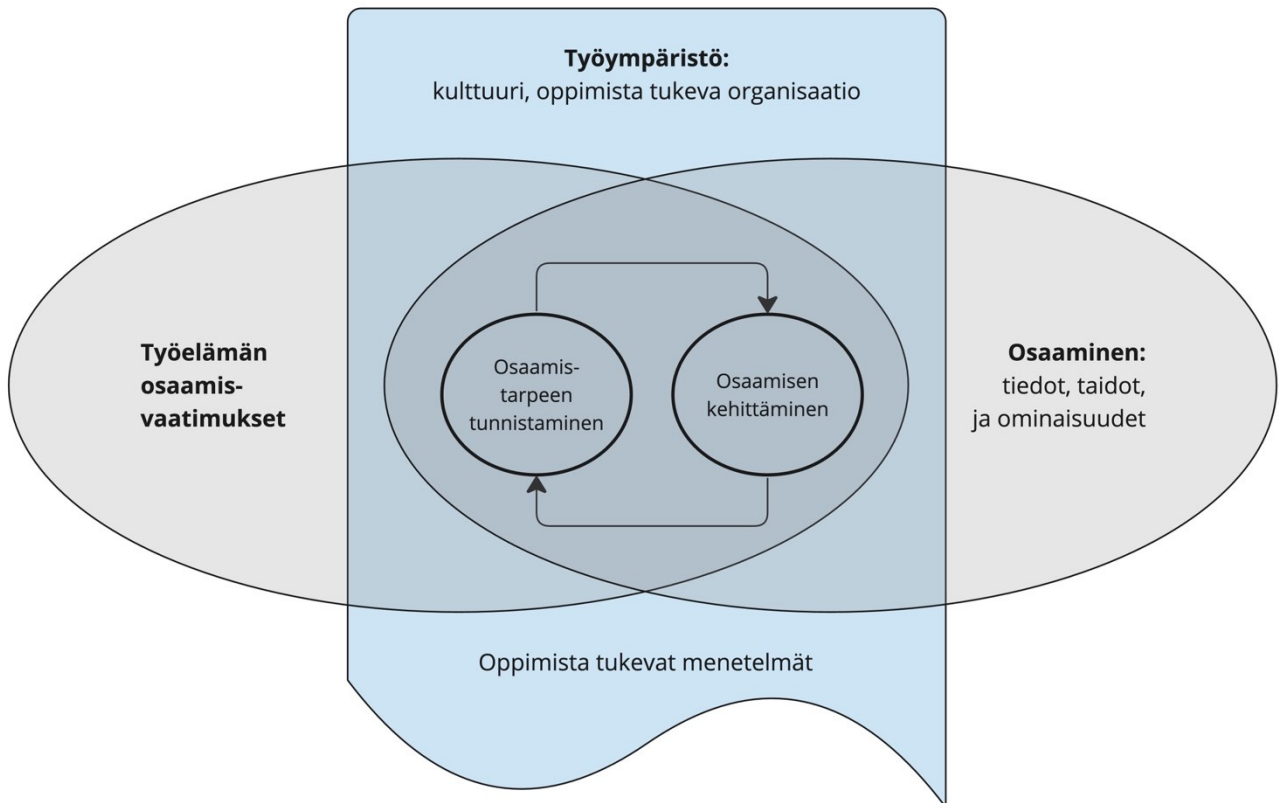 Työympäristö:
kulttuuri, oppimista tukeva organisaatio
Työelämän
osaamis-
vaatimukset
Osaamis-
tarpeen
tunnistaminen
Osaamisen
kehittäminen
Osaaminen:
tiedot, taidot,
ja ominaisuudet
Oppimista tukevat menetelmät